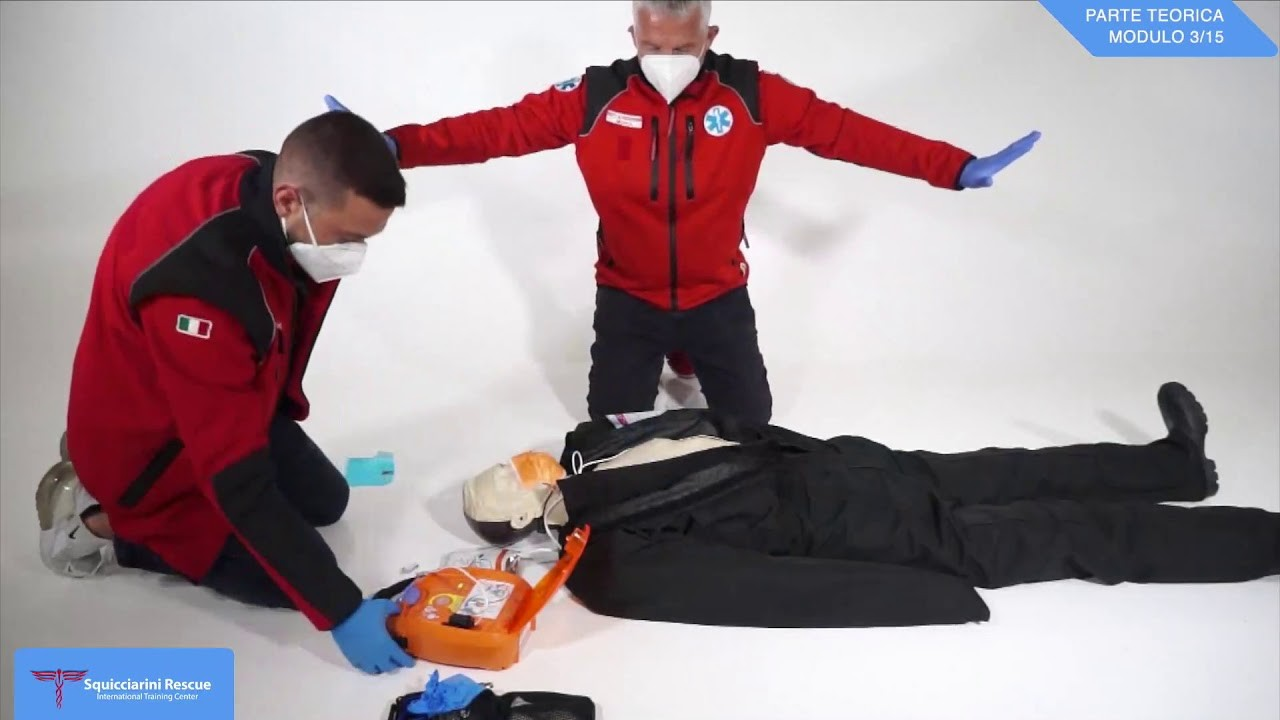 PARTE TEORICA
MODULO 3/15
Squicciarini Rescue
International Training Center